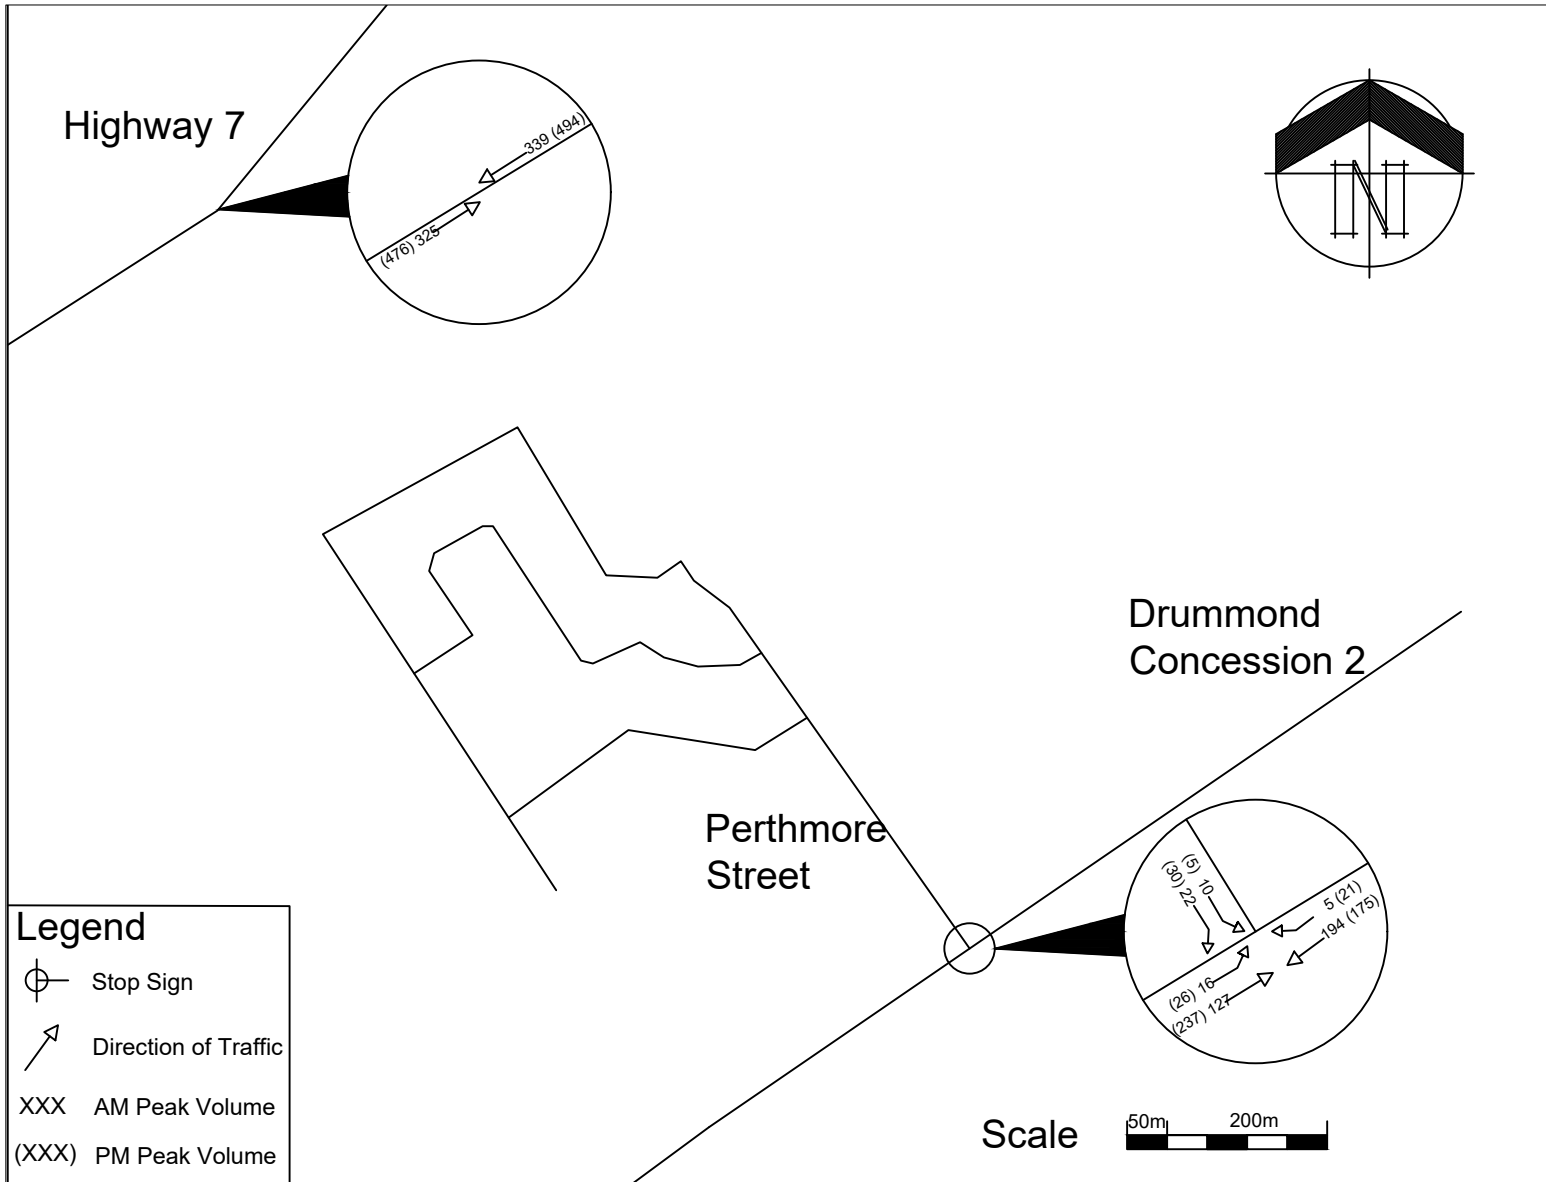 Highway 7
339 (494)
(476) 325
N
Drummond
Concession 2
Perthmore
Street
(5) 10
(30) 22
5 (21)
194 (175)
(26) 16
(237) 127
Legend
Stop Sign
Direction of Traffic
XXX AM Peak Volume
(XXX) PM Peak Volume
Scale
50m 200m